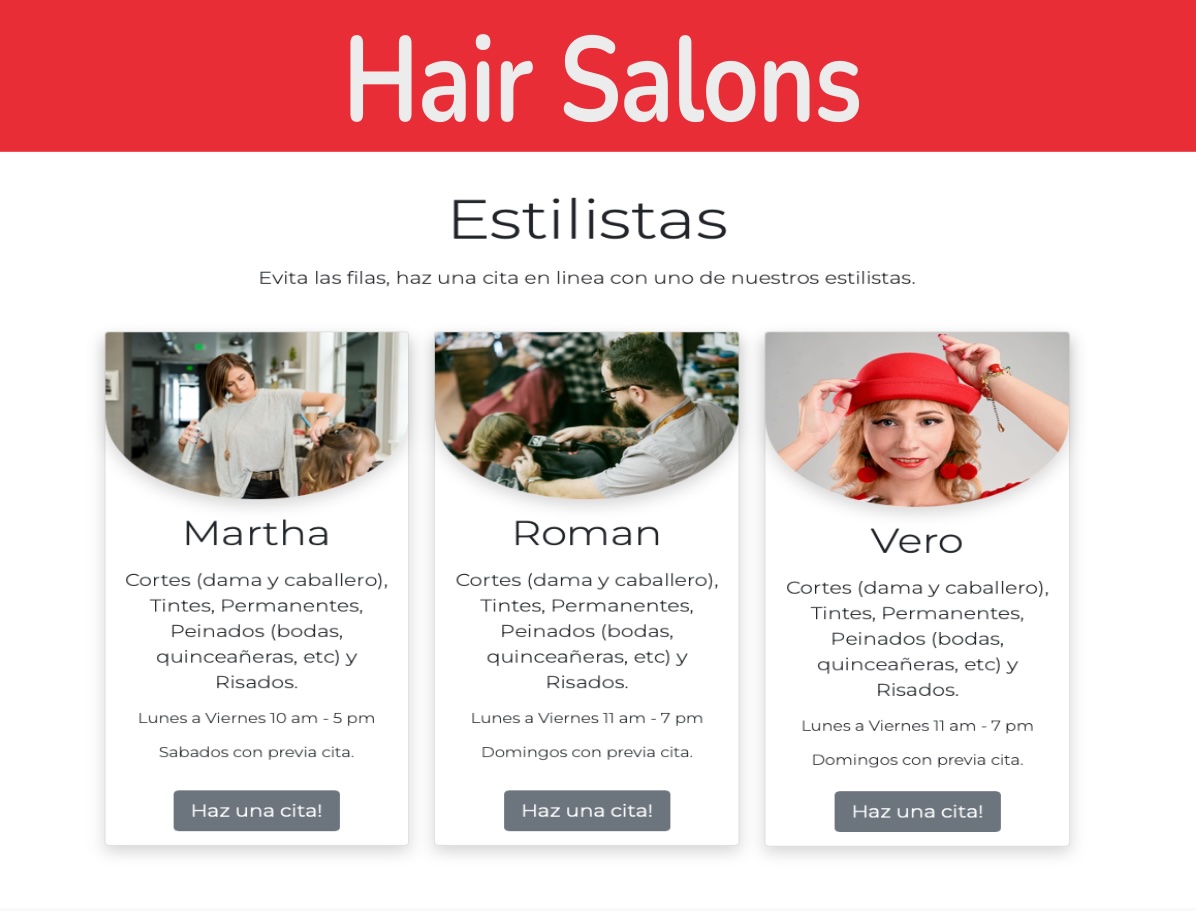 Hair Salons
Estilistas
Evita las filas, haz una cita en linea con uno de nuestros estilistas.
Martha
Cortes (dama y caballero),
Tintes, Permanentes,
Peinados (bodas,
quinceañeras, etc) y
Risados.
Lunes a Viernes 10 am - 5 pm
Sabados con previa cita.
Haz una cita!
Roman
Cortes (dama y caballero),
Tintes, Permanentes,
Peinados (bodas,
quinceañeras, etc) y
Risados.
Lunes a Viernes 11 am - 7 pm
Domingos con previa cita.
Haz una cita!
Vero
Cortes (dama y caballero),
Tintes, Permanentes,
Peinados (bodas,
quinceañeras, etc) y
Risados.
Lunes a Viernes 11 am - 7 pm
Domingos con previa cita.
Haz una cita!